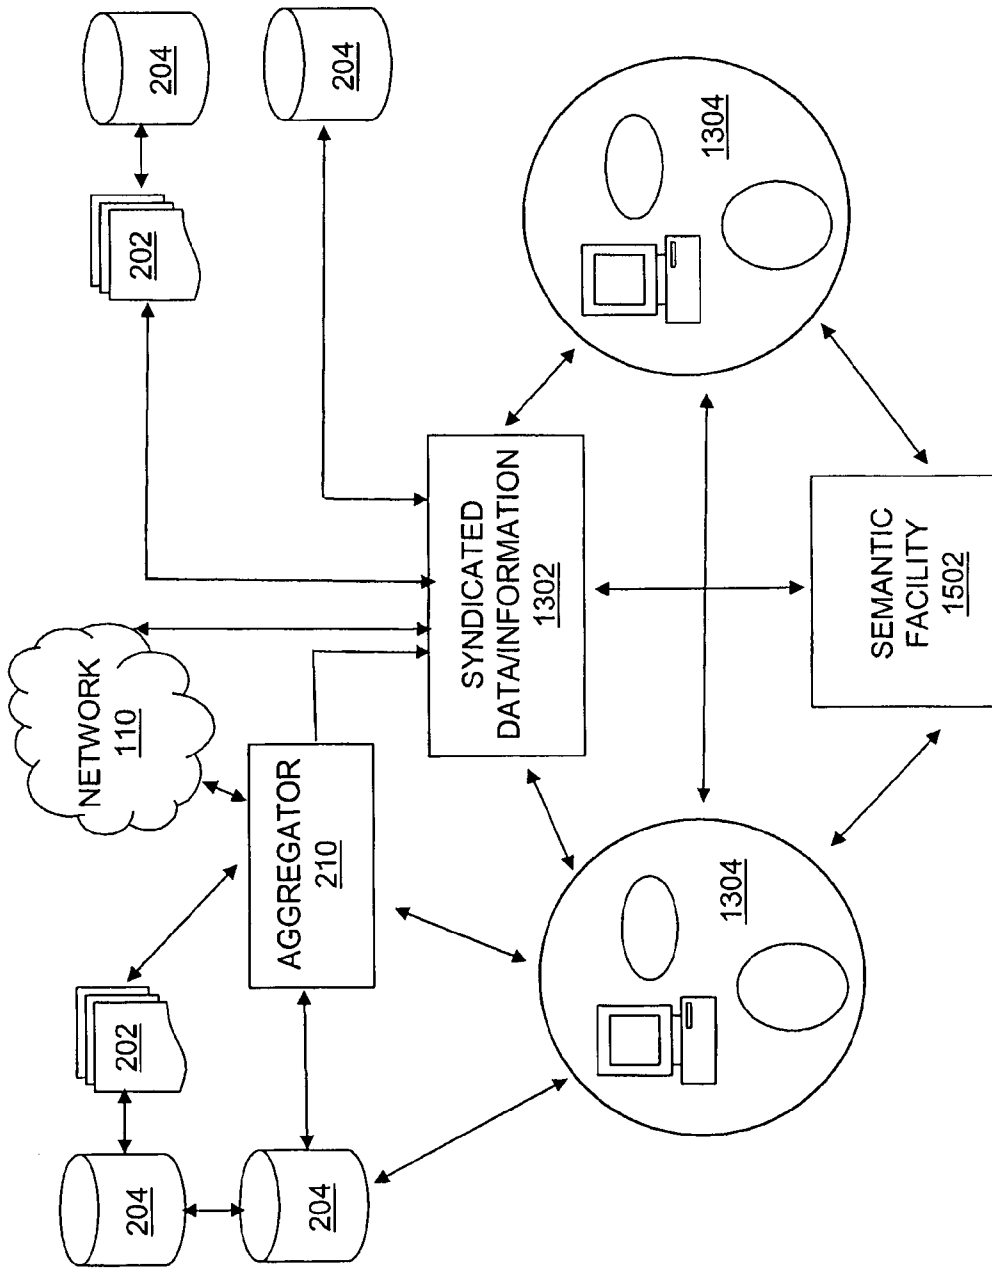 204
202
NETWORK
110
202
204
204
AGGREGATOR
210
204
SYNDICATED
DATA/INFORMATION
1302
1304
1304
SEMANTIC
FACILITY
1502